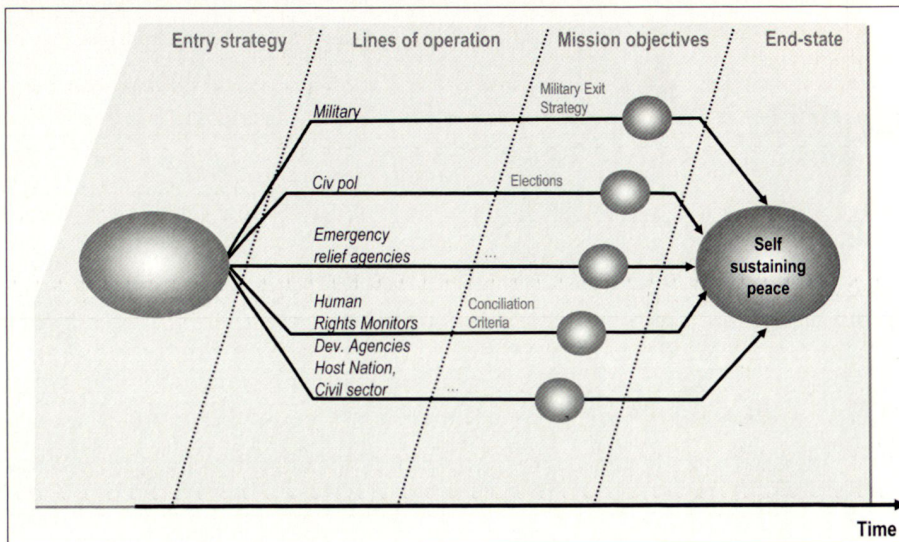 Entry strategy
Lines of operation
Mission objectives
End-state
Military
Military Exit
Strategy
Civ pol
Elections
Emergency
relief agencies
...
Self
sustaining
peace
Human
Rights Monitors
Conciliation
Criteria
Dev. Agencies
Host Nation,
Civil sector
...
Time